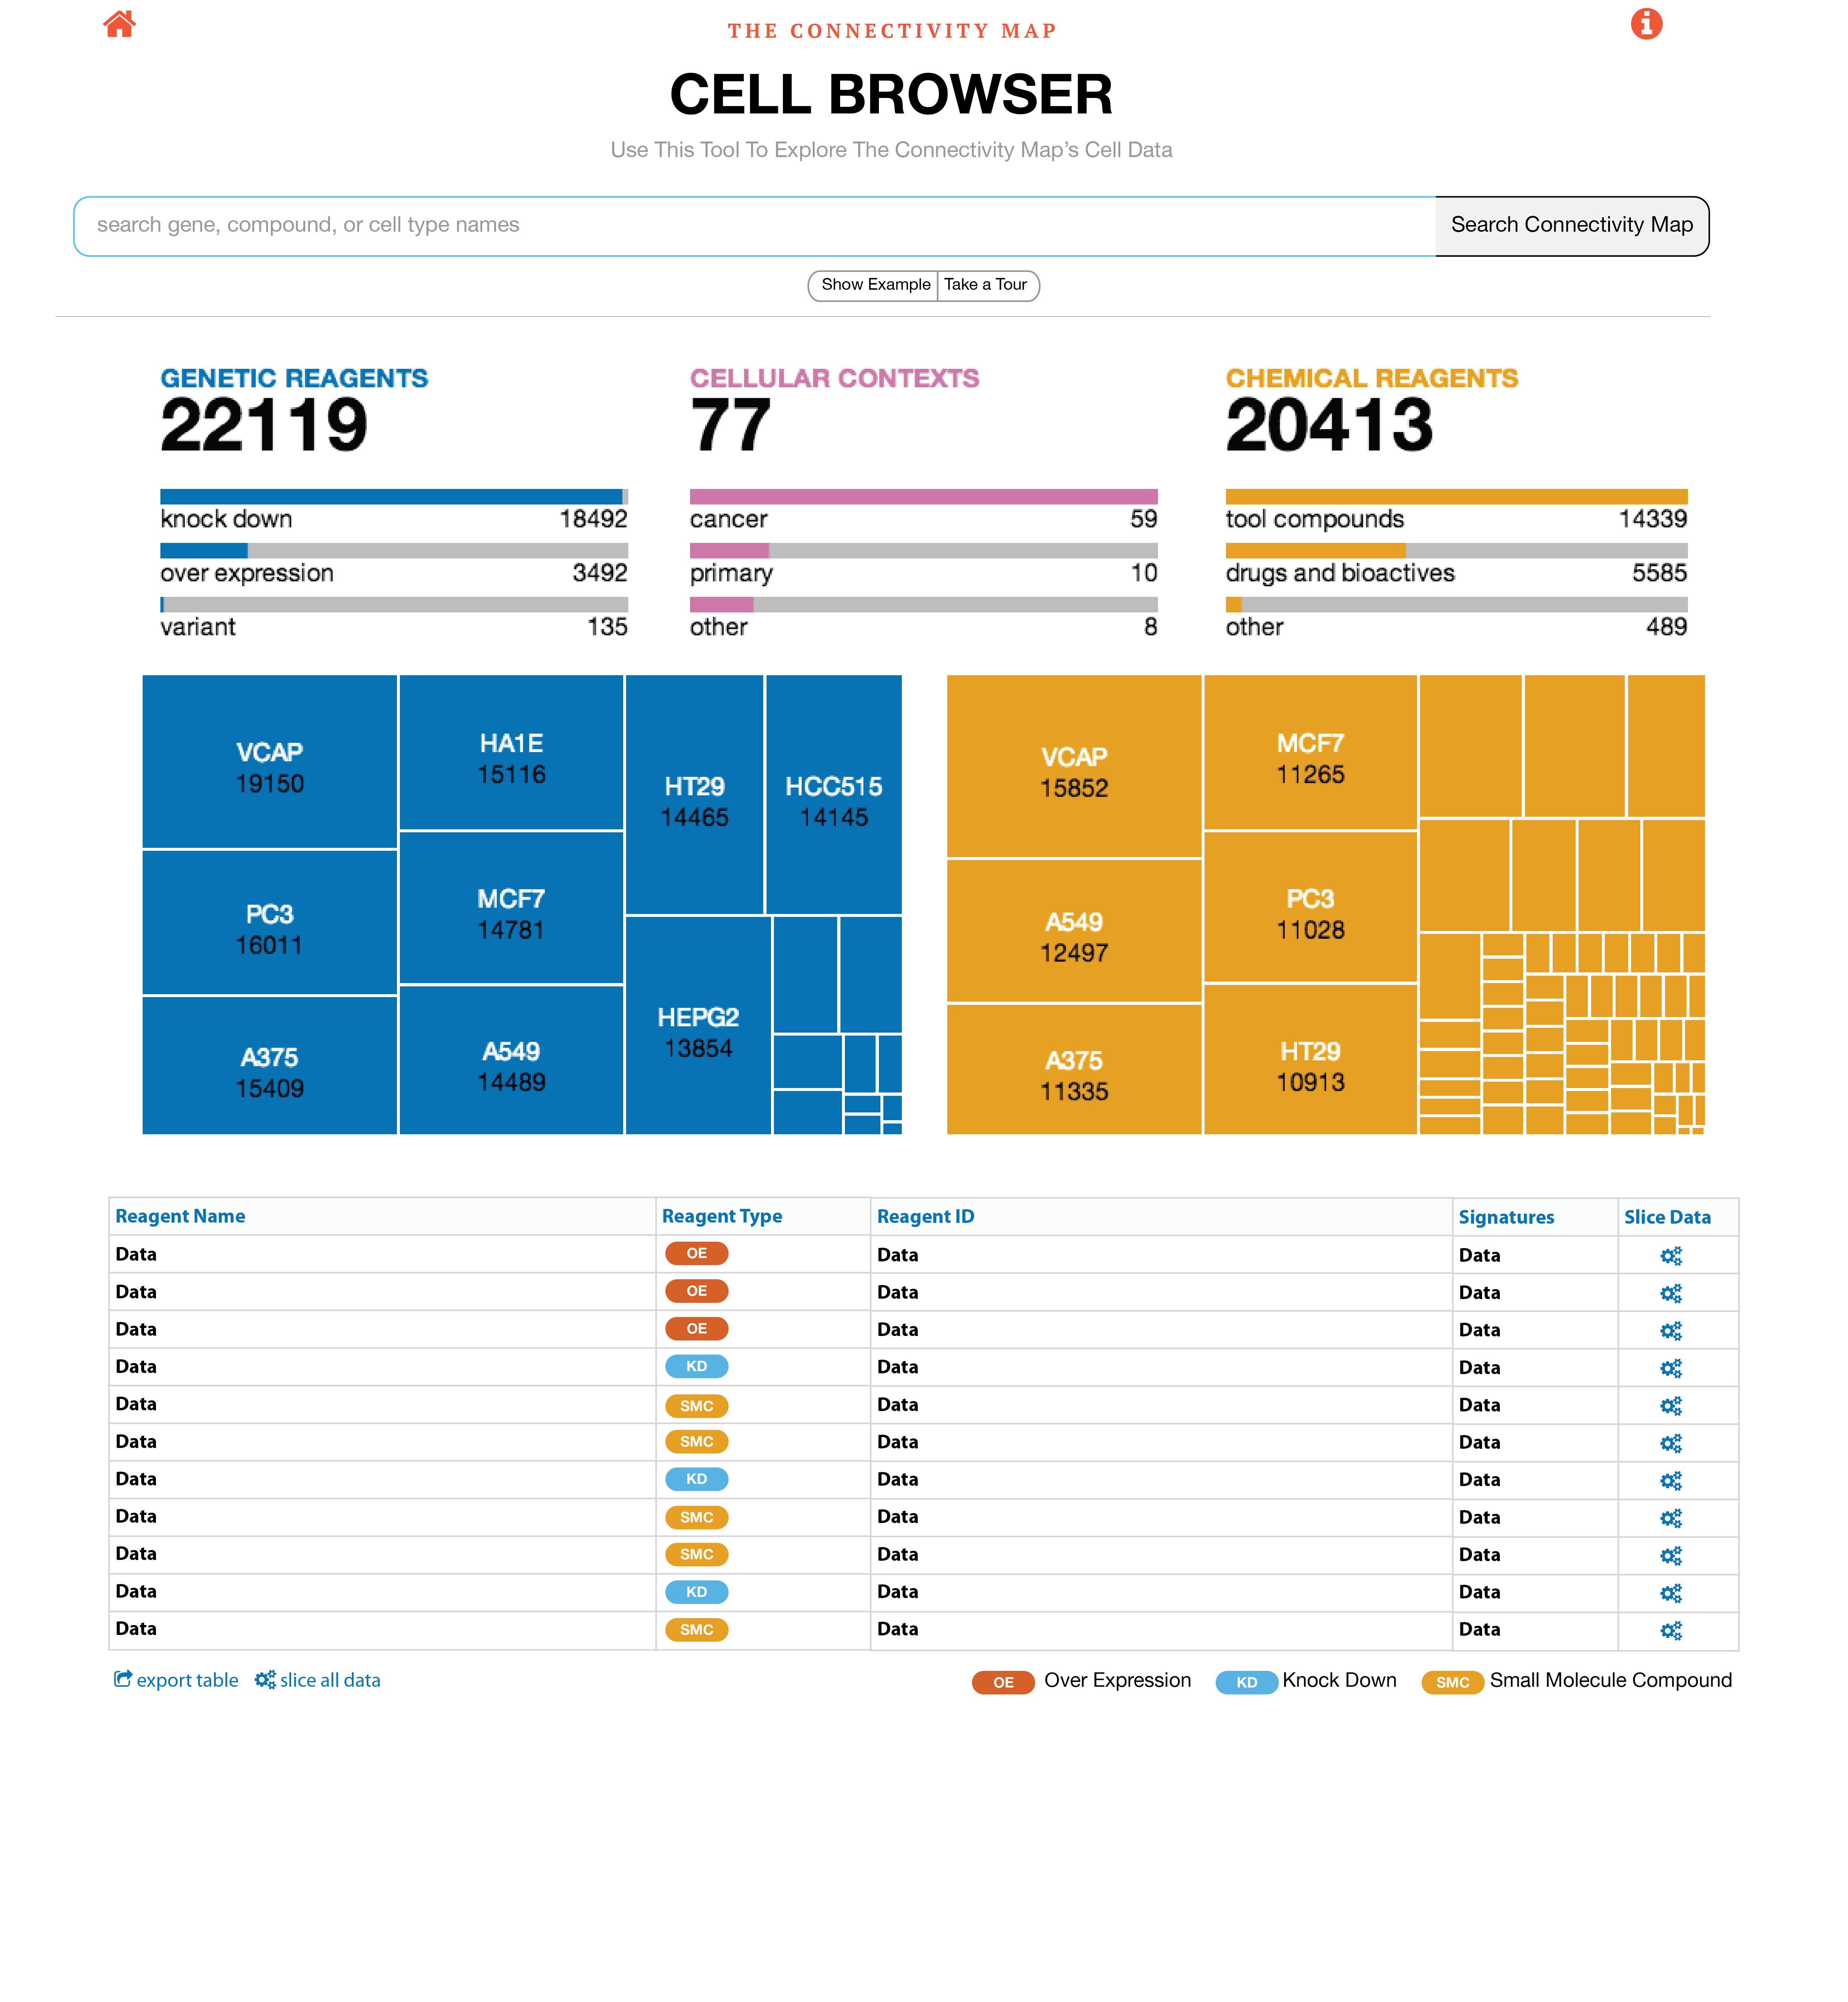 THE CONNECTIVITY MAP
CELL BROWSER
Use This Tool To Explore The Connectivity Map’s Cell Data
search gene, compound, or cell type names
Search Connectivity Map
Show Example
Take a Tour
GENETIC REAGENTS
22119
knock down 18492
over expression 3492
variant 135
CELLULAR CONTEXTS
77
cancer 59
primary 10
other 8
CHEMICAL REAGENTS
20413
tool compounds 14339
drugs and bioactives 5585
other 489
VCAP
19150
PC3
16011
A375
15409
HA1E
15116
MCF7
14781
A549
14489
HT29
14465
HCC515
14145
HEPG2
13854
VCAP
15852
A549
12497
A375
11335
MCF7
11265
PC3
11028
HT29
10913
Reagent Name Reagent Type Reagent ID Signatures Slice Data
Data OE Data Data
Data OE Data Data
Data OE Data Data
Data KD Data Data
Data SMC Data Data
Data SMC Data Data
Data KD Data Data
Data SMC Data Data
Data SMC Data Data
Data KD Data Data
Data SMC Data Data
export table slice all data
OE Over Expression KD Knock Down SMC Small Molecule Compound